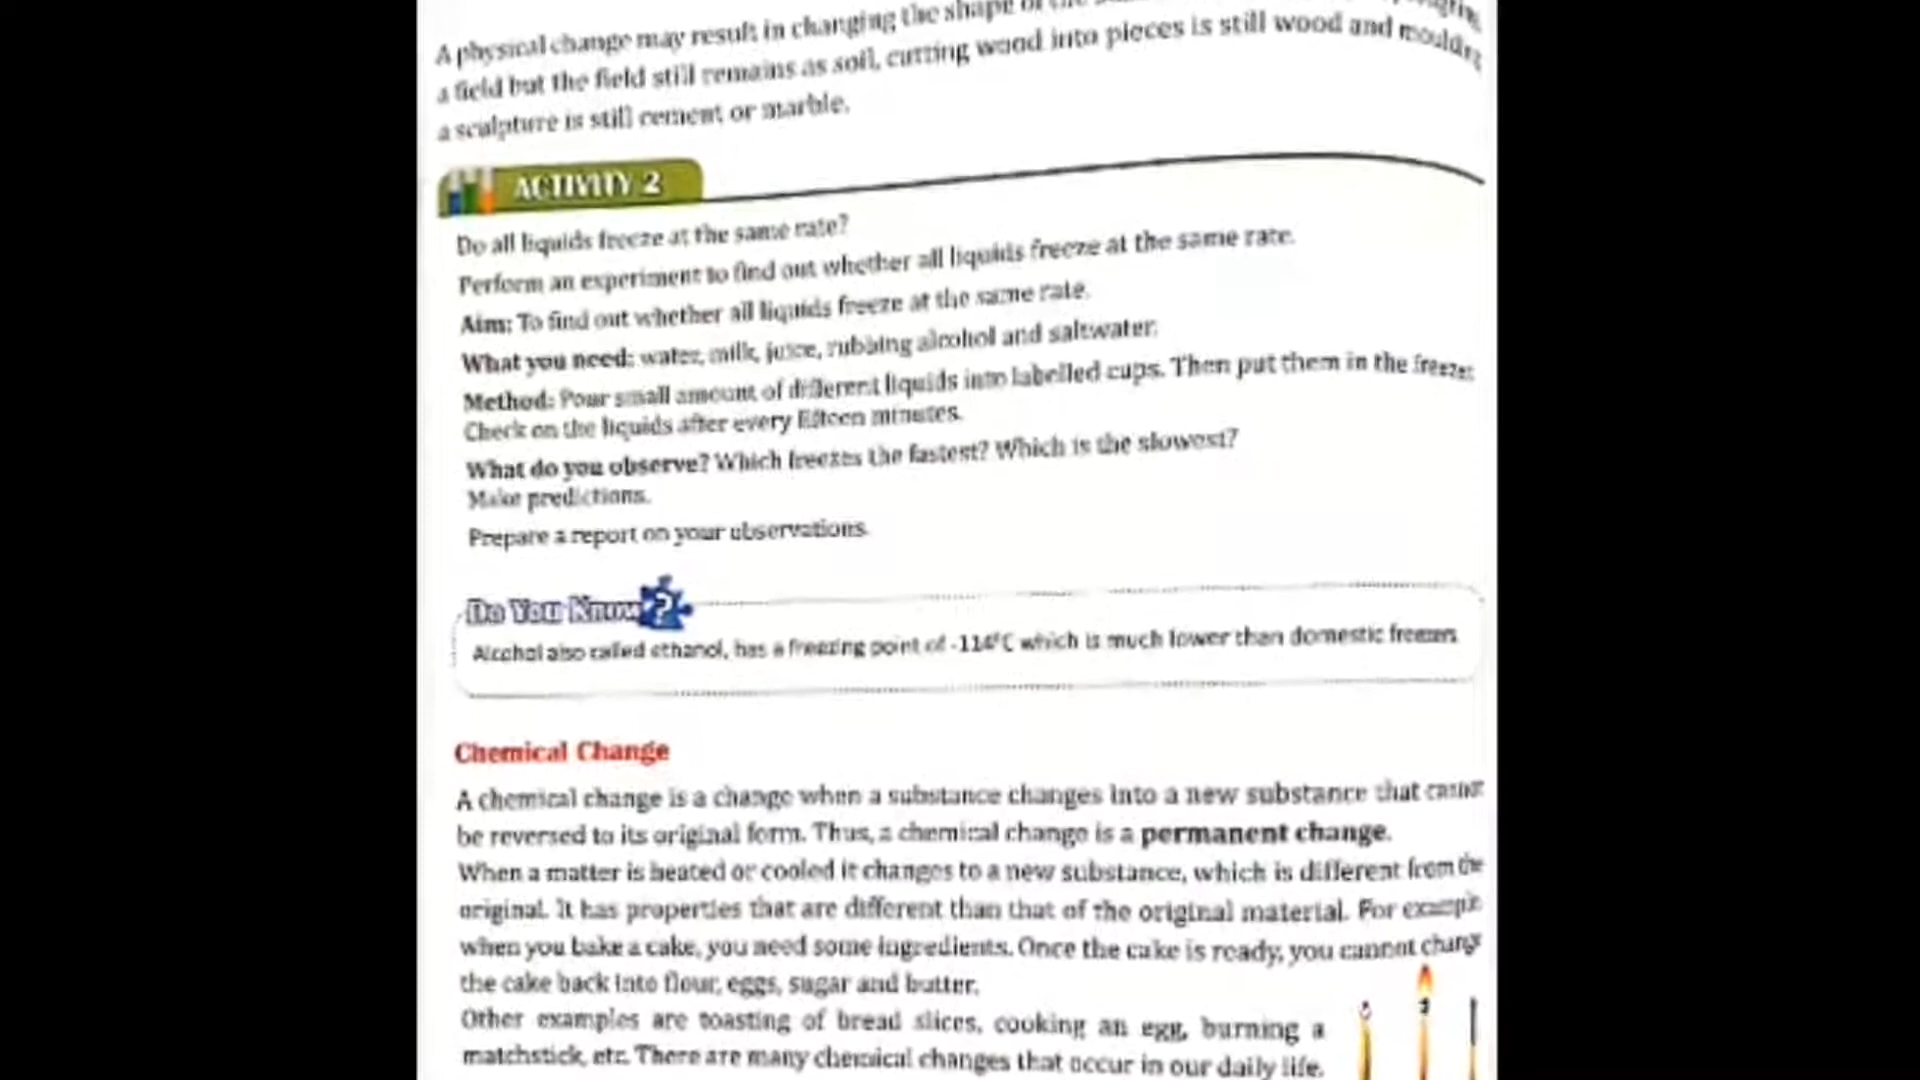 A physical change may result in changing the shape of the
a field but the field still remains as soil, cutting wood into pieces is still wood and
a sculpture is still cement or marble.
ACTIVITY 2
Do all liquids freeze at the same rate?
Perform an experiment to find out whether all liquids freeze at the same rate.
Aim: To find out whether all liquids freeze at the same rate.
What you need: water, milk, juice, rubbing alcohol and saltwater.
Method: Pour small amount of different liquids into labelled cups. Then put them in the freezer
Check on the liquids after every fifteen minutes.
What do you observe? Which freezes the fastest? Which is the slowest?
Make predictions.
Prepare a report on your observations.
Do You Know?
Alcohol also called ethanol, has a freezing point of -114°C which is much lower than domestic freezers
Chemical Change
A chemical change is a change when a substance changes into a new substance that cannot
be reversed to its original form. Thus, a chemical change is a permanent change.
When a matter is heated or cooled it changes to a new substance, which is different from the
original. It has properties that are different than that of the original material. For example
when you bake a cake, you need some ingredients. Once the cake is ready, you cannot change
the cake back into flour, eggs, sugar and butter.
Other examples are toasting of bread slices, cooking an egg, burning a
matchstick, etc. There are many chemical changes that occur in our daily life.